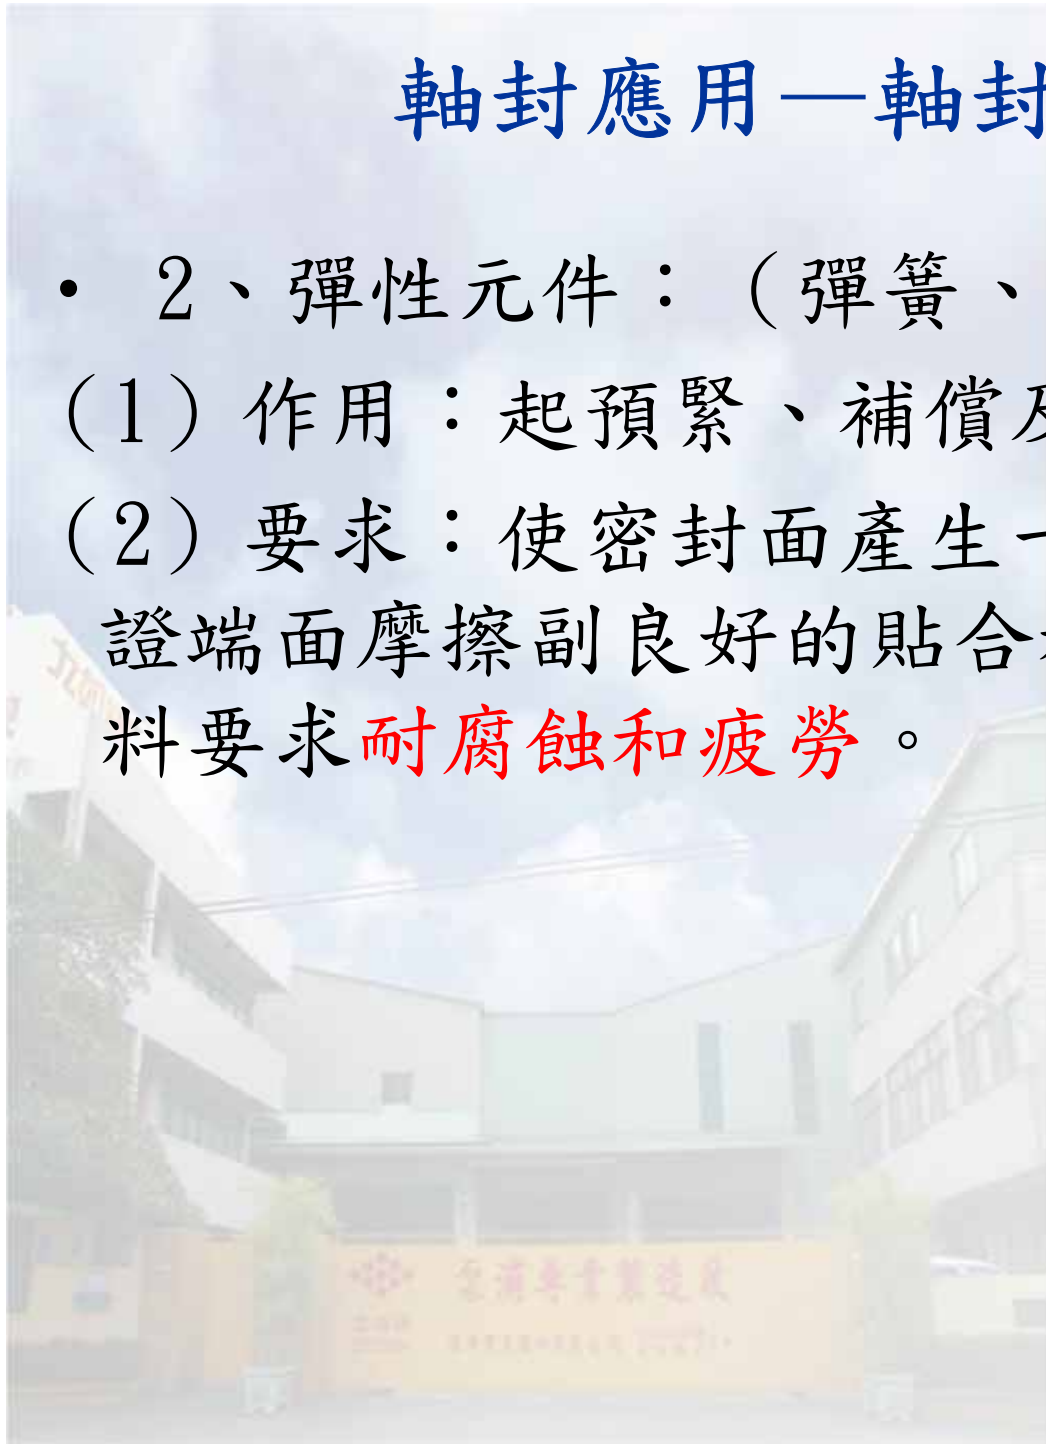 軸封應用—軸封
• 2、彈性元件：（彈簧、
（1）作用：起預緊、補償及
（2）要求：使密封面產生一
證端面摩擦副良好的貼合
料要求耐腐蝕和疲勞。